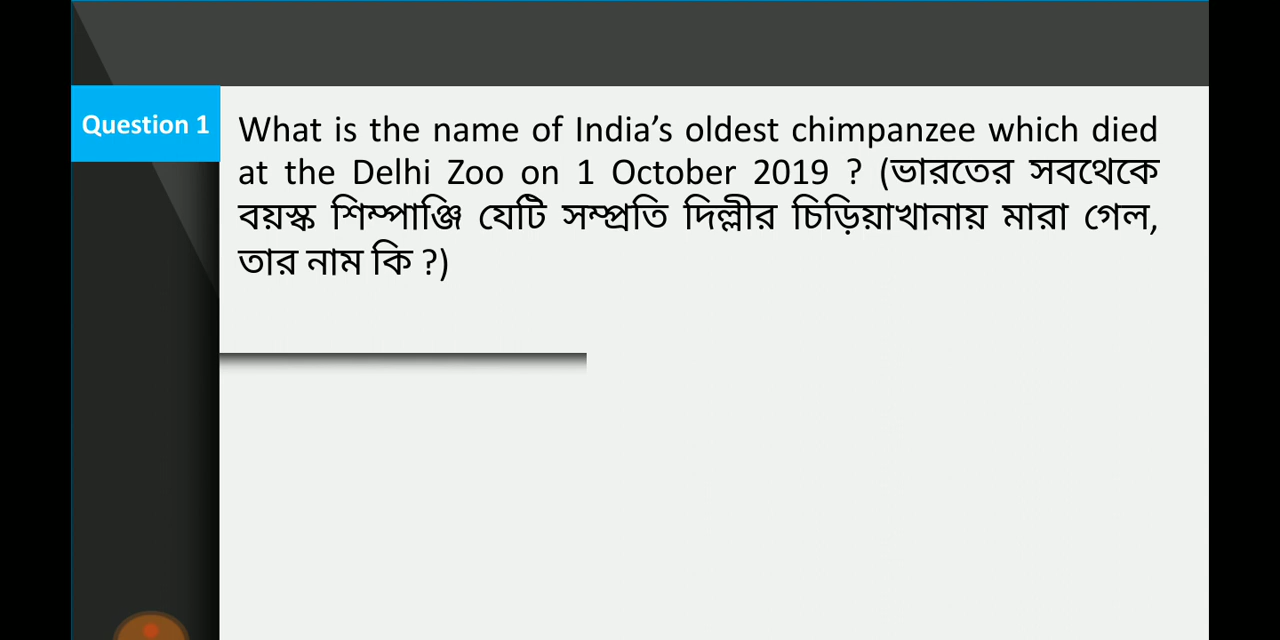 Question 1
What is the name of India’s oldest chimpanzee which died
at the Delhi Zoo on 1 October 2019 ? (ভারতের সবথেকে
বয়স্ক শিম্পাঞ্জি যেটি সম্প্রতি দিল্লীর চিড়িয়াখানায় মারা গেল,
তার নাম কি ?)